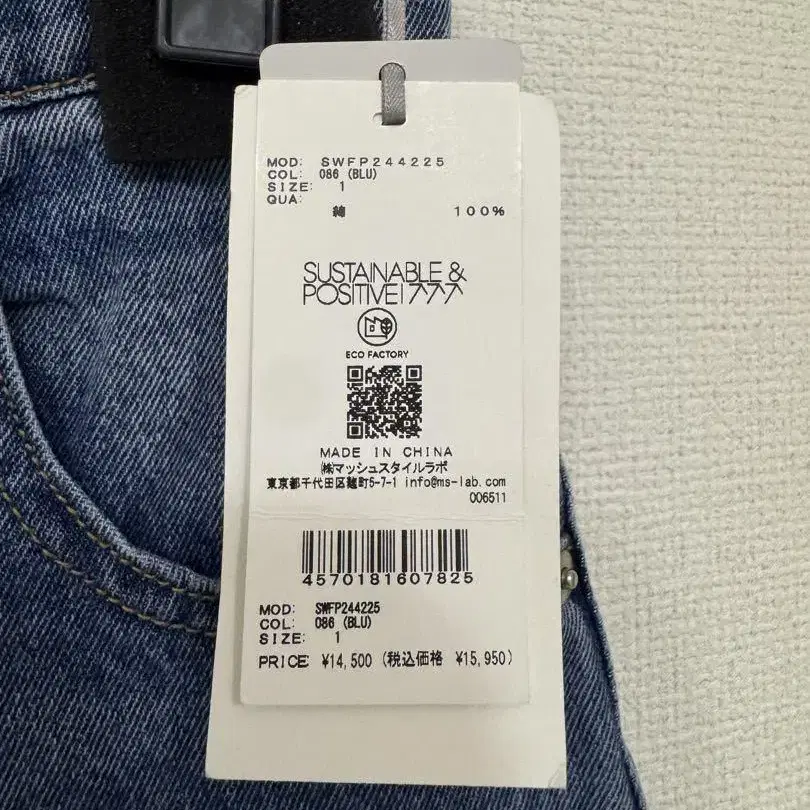 MOD: SWFP244225
COL: 086 (BLU)
SIZE: 1
QUA:
綿 100%
SUSTAINABLE &
POSITIVE!
ECO FACTORY
MADE IN CHINA
㈱マッシュスタイルラボ
東京都千代田区麹町5-7-1 info@ms-lab.com
006511
4570181607825
MOD: SWFP244225
COL: 086 (BLU)
SIZE: 1
PRICE ¥14,500 (税込価格 ¥15,950)